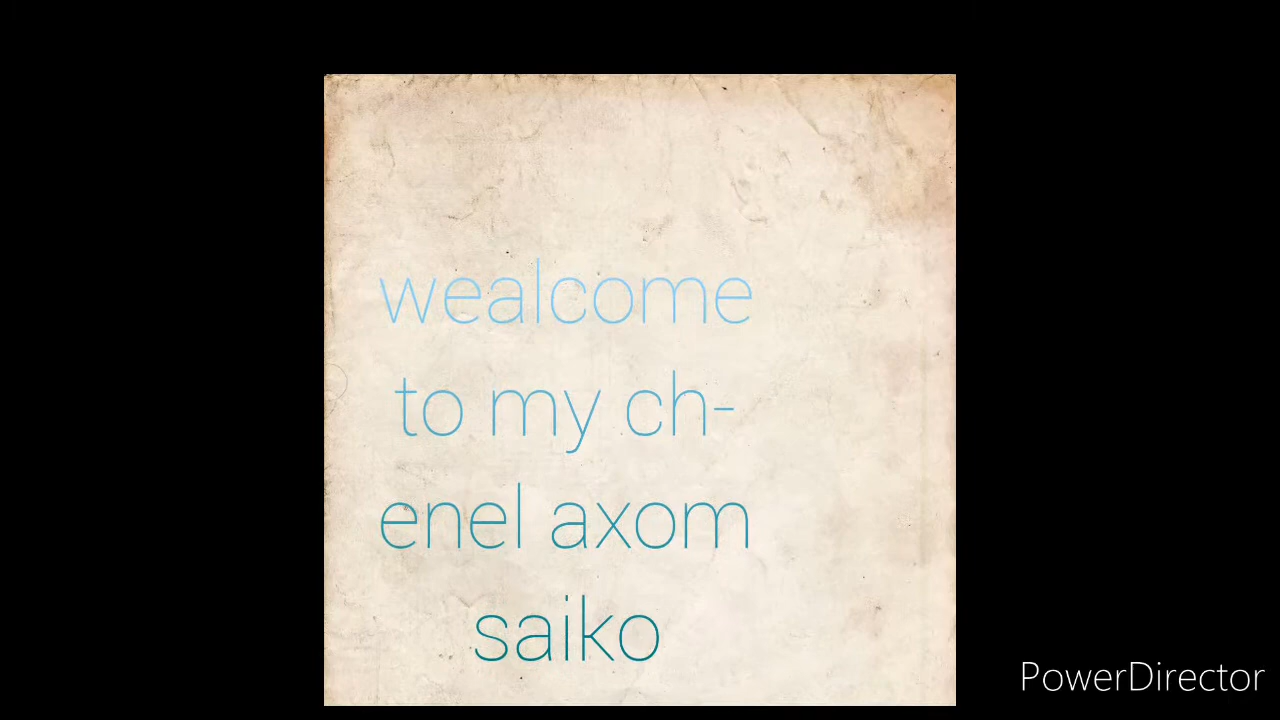 wealcome
to my ch-
enel axom
saiko
PowerDirector